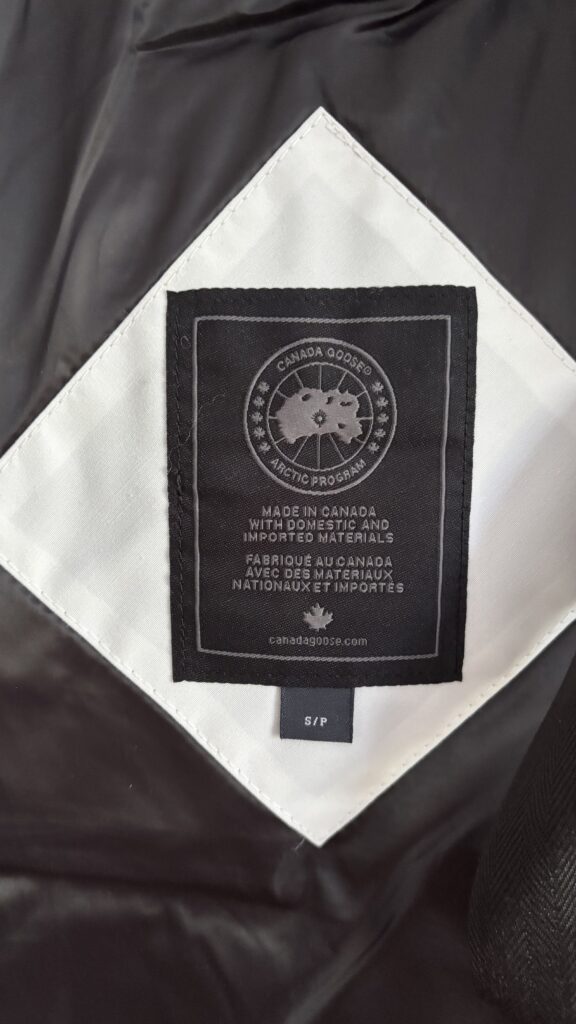 CANADA GOOSE®
ARCTIC PROGRAM
MADE IN CANADA
WITH DOMESTIC AND
IMPORTED MATERIALS
FABRIQUÉ AU CANADA
AVEC DES MATERIAUX
NATIONAUX ET IMPORTÉS
canadagoose.com
S/P